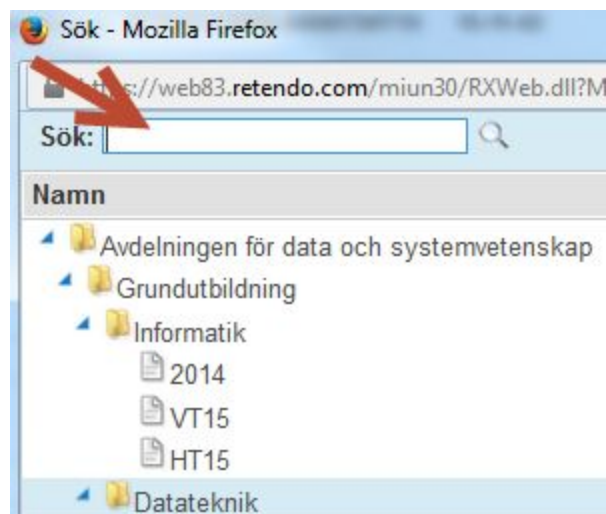 Sök - Mozilla Firefox
://web83.retendo.com/miun30/RXWeb.dll?M
Sök:
Namn
Avdelningen för data och systemvetenskap
Grundutbildning
Informatik
2014
VT15
HT15
Datateknik